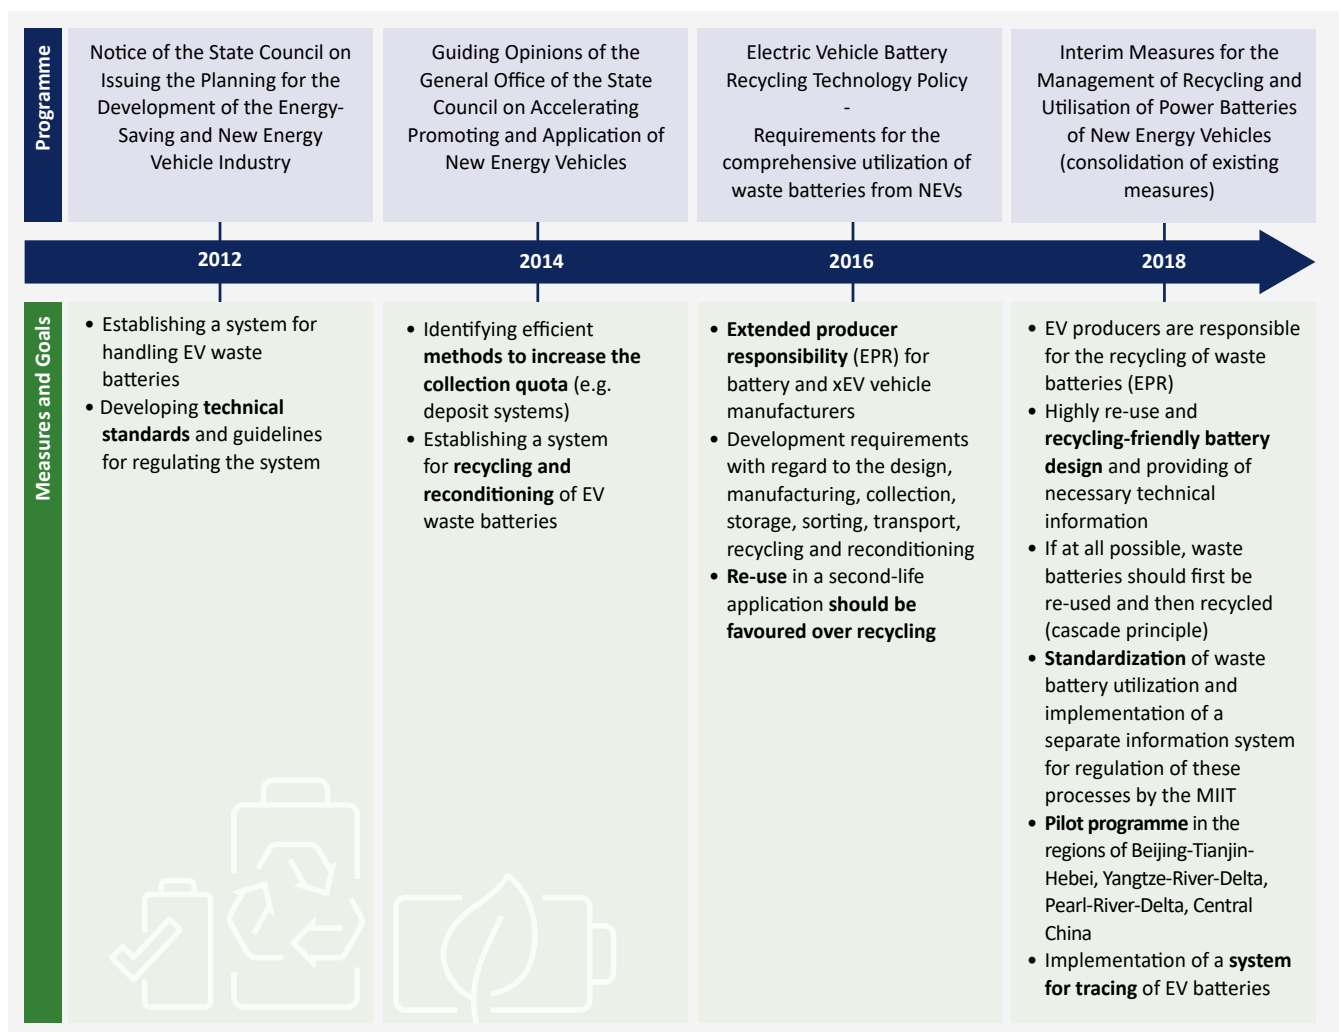 Programme
Notice of the State Council on
Issuing the Planning for the
Development of the Energy-
Saving and New Energy
Vehicle Industry
Guiding Opinions of the
General Office of the State
Council on Accelerating
Promoting and Application of
New Energy Vehicles
Electric Vehicle Battery
Recycling Technology Policy
-
Requirements for the
comprehensive utilization of
waste batteries from NEVs
Interim Measures for the
Management of Recycling and
Utilisation of Power Batteries
of New Energy Vehicles
(consolidation of existing
measures)
2012
2014
2016
2018
Measures and Goals
• Establishing a system for
handling EV waste
batteries
• Developing technical
standards and guidelines
for regulating the system
• Identifying efficient
methods to increase the
collection quota (e.g.
deposit systems)
• Establishing a system
for recycling and
reconditioning of EV
waste batteries
• Extended producer
responsibility (EPR) for
battery and xEV vehicle
manufacturers
• Development requirements
with regard to the design,
manufacturing, collection,
storage, sorting, transport,
recycling and reconditioning
• Re-use in a second-life
application should be
favoured over recycling
• EV producers are responsible
for the recycling of waste
batteries (EPR)
• Highly re-use and
recycling-friendly battery
design and providing of
necessary technical
information
• If at all possible, waste
batteries should first be
re-used and then recycled
(cascade principle)
• Standardization of waste
battery utilization and
implementation of a
separate information system
for regulation of these
processes by the MIIT
• Pilot programme in the
regions of Beijing-Tianjin-
Hebei, Yangtze-River-Delta,
Pearl-River-Delta, Central
China
• Implementation of a system
for tracing of EV batteries